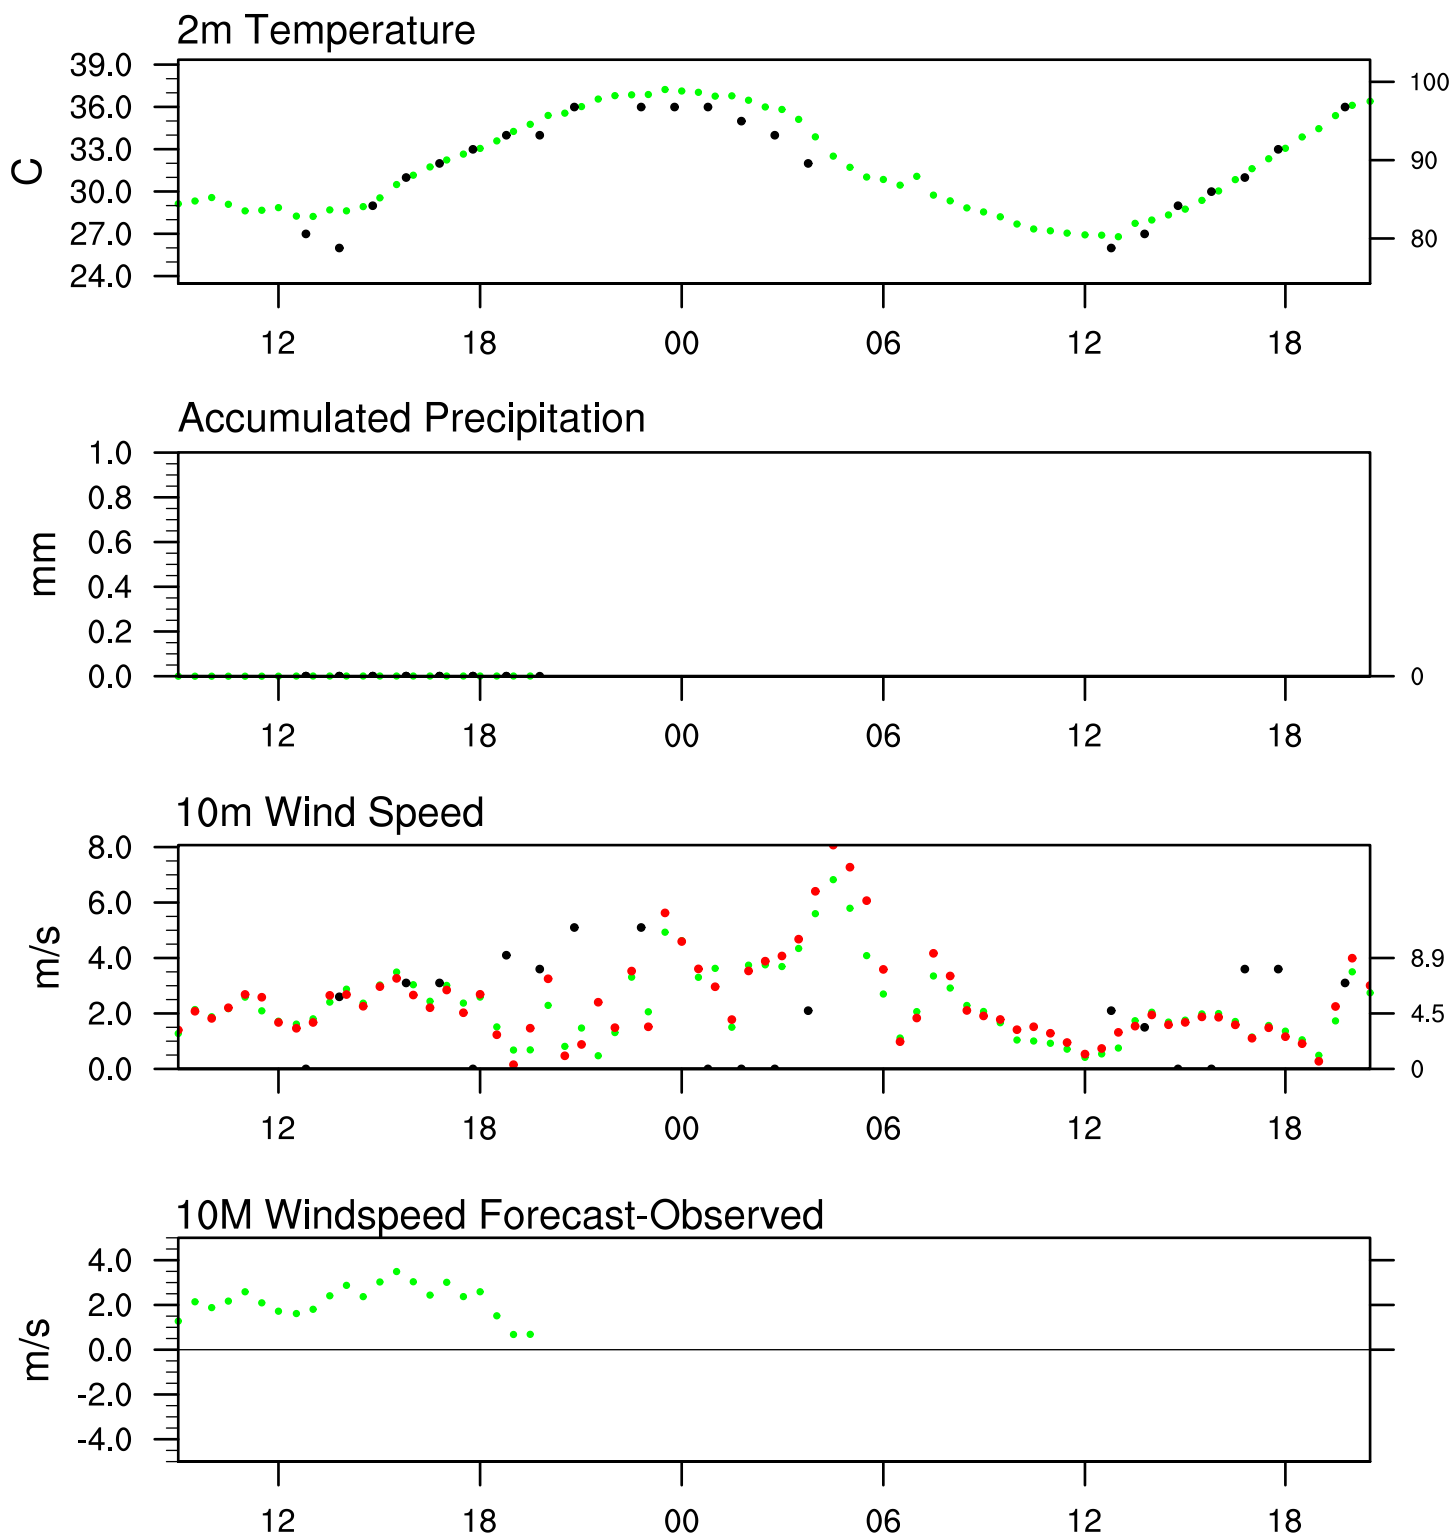 2m Temperature
39.0
36.0
33.0
30.0
27.0
24.0
C
100
90
80
12 18 00 06 12 18
Accumulated Precipitation
1.0
0.8
0.6
0.4
0.2
0.0
mm
0
12 18 00 06 12 18
10m Wind Speed
8.0
6.0
4.0
2.0
0.0
m/s
8.9
4.5
0
12 18 00 06 12 18
10M Windspeed Forecast-Observed
4.0
2.0
0.0
-2.0
-4.0
m/s
12 18 00 06 12 18